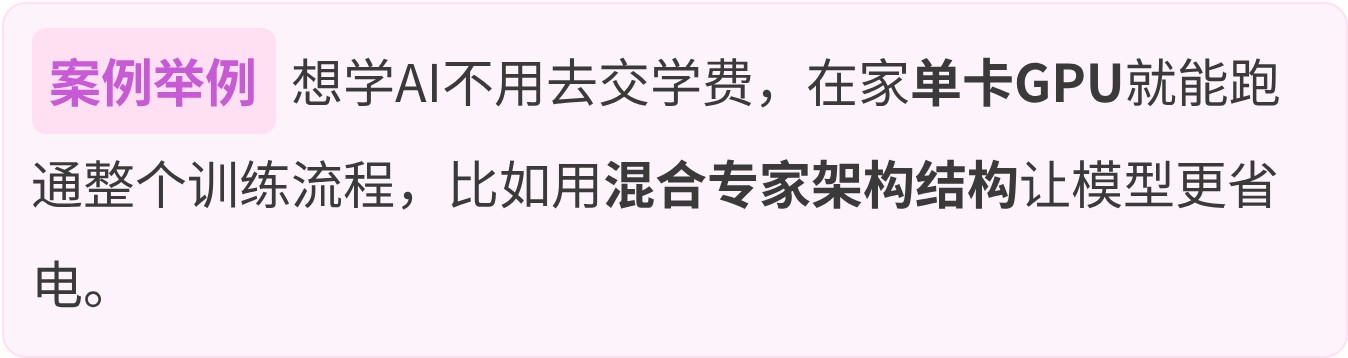 案例举例 想学AI不用去交学费，在家单卡GPU就能跑
通整个训练流程，比如用混合专家架构结构让模型更省
电。